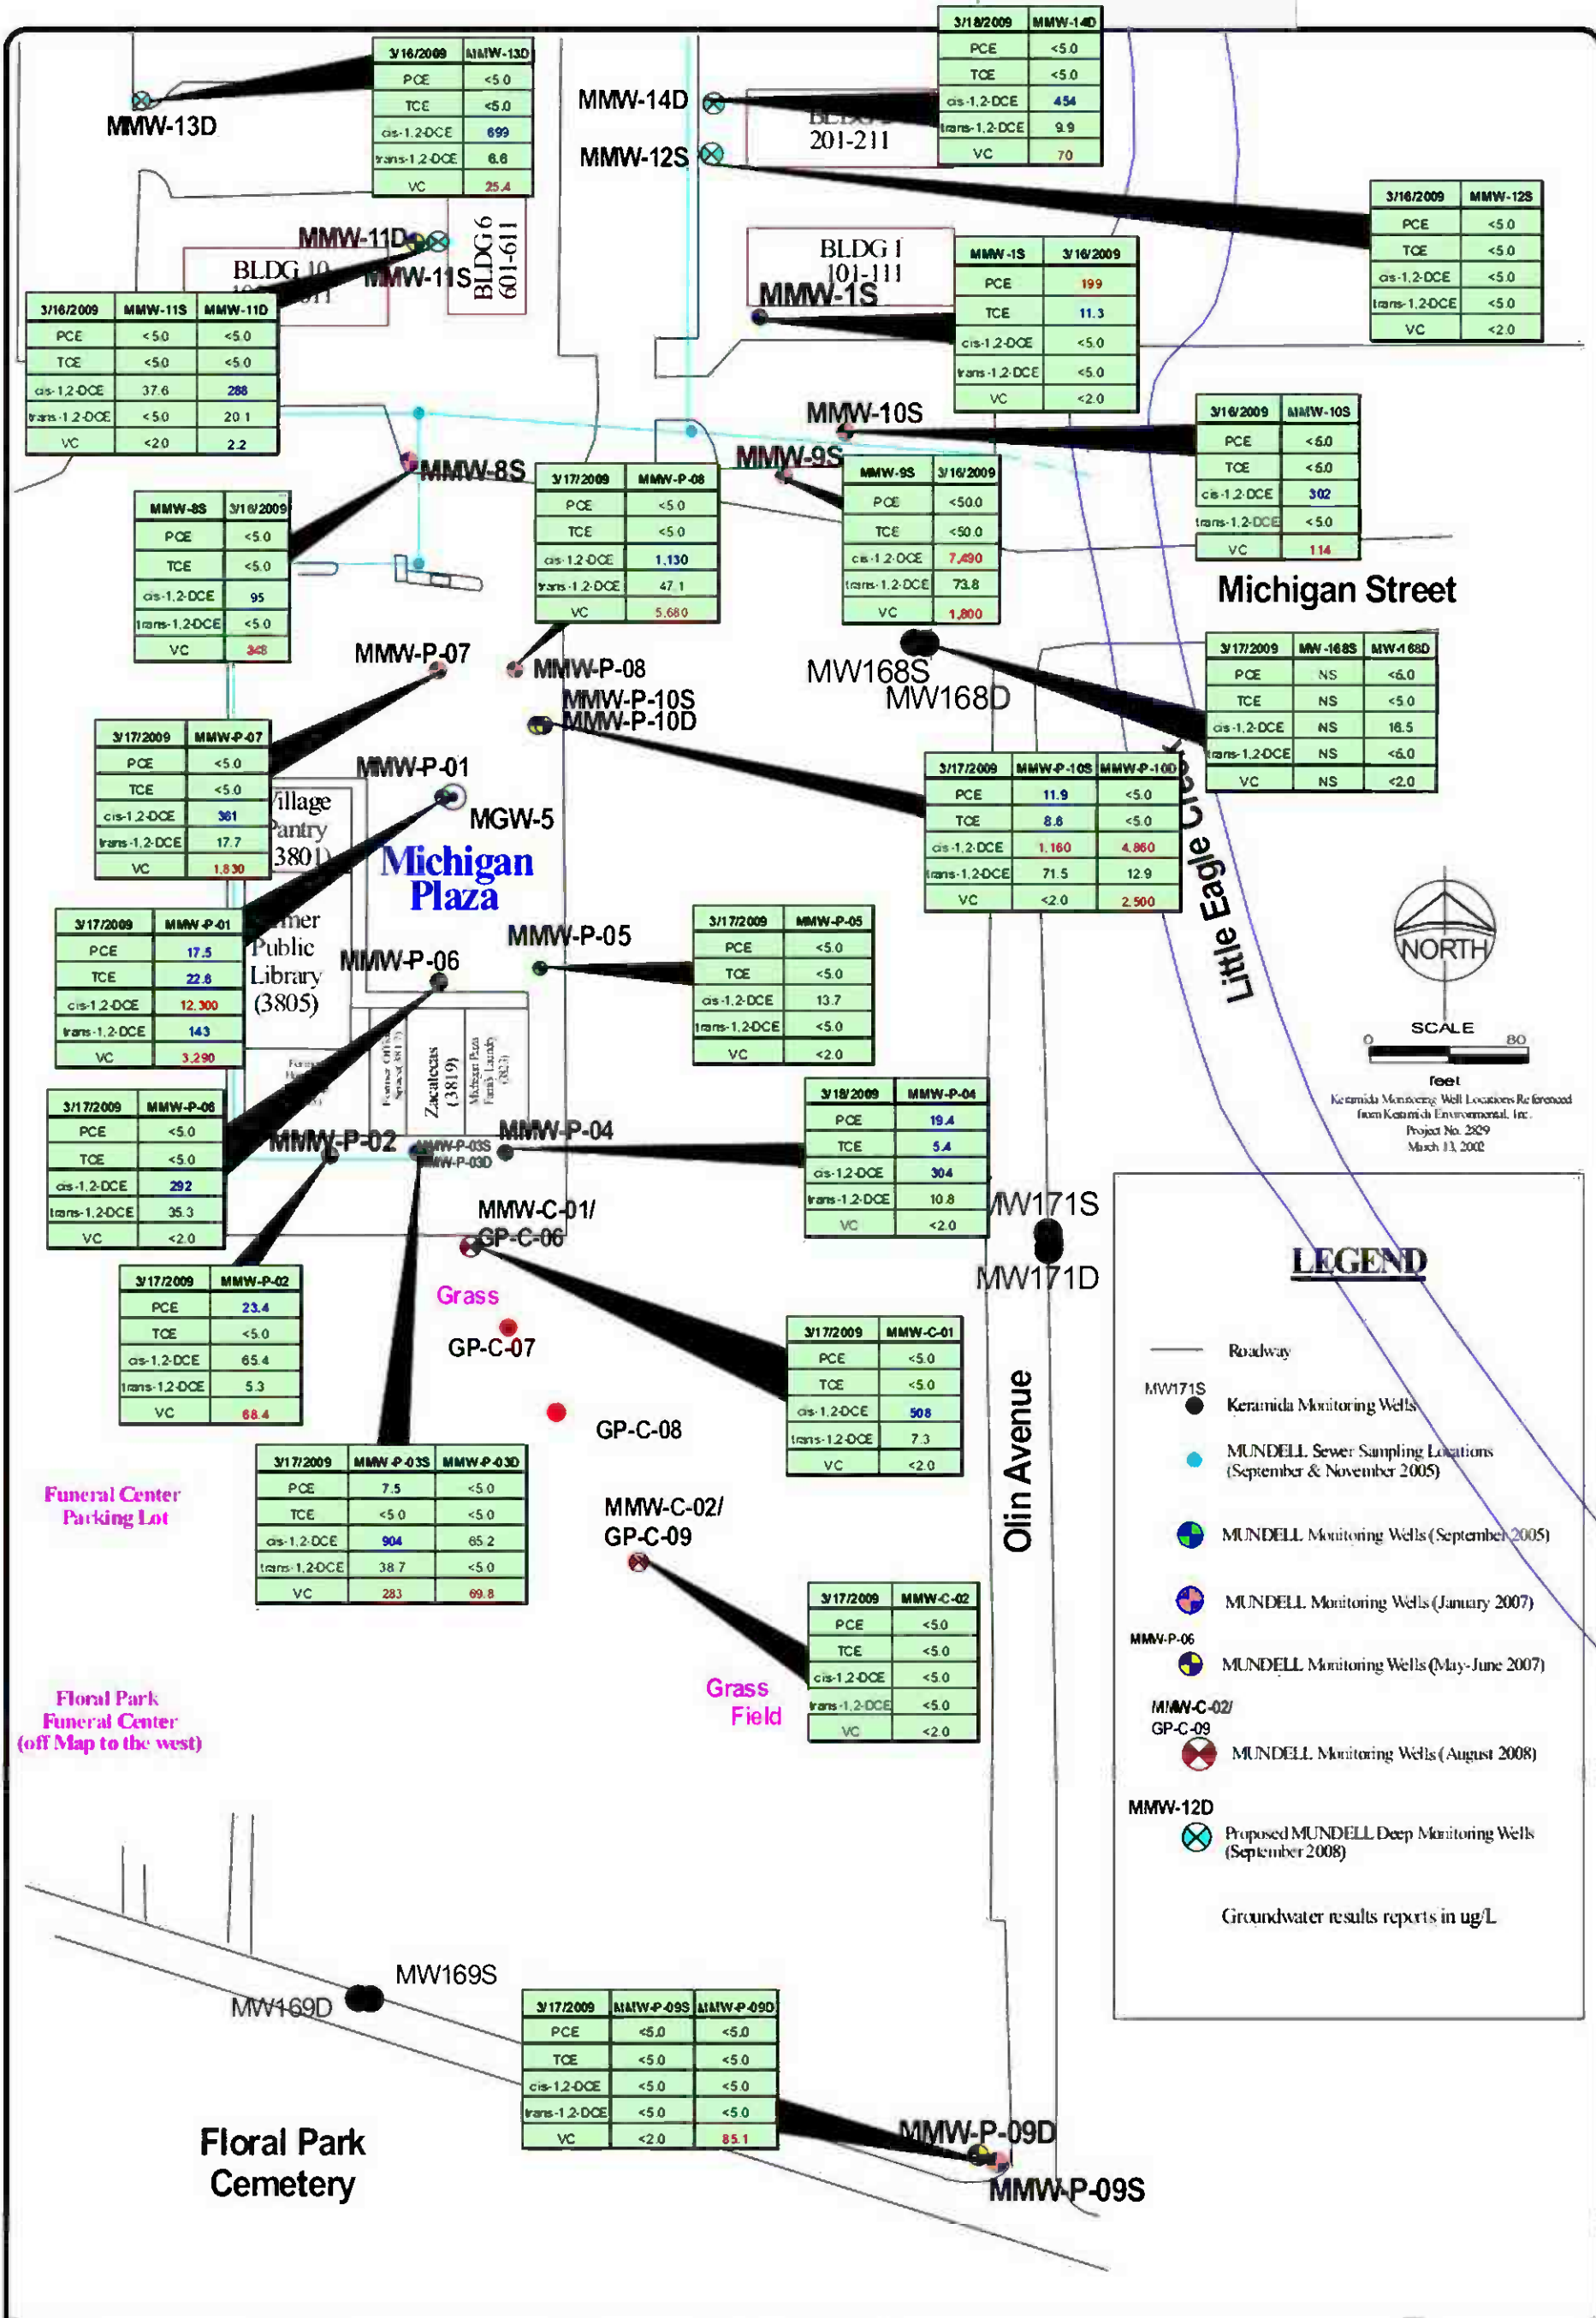 3/18/2009 MMW-14D
PCE <5.0
TCE <5.0
cis-1,2-DCE 454
trans-1,2-DCE 9.9
VC 70
3/16/2009 MMW-13D
PCE <5.0
TCE <5.0
cis-1,2-DCE 699
trans-1,2-DCE 6.6
VC 25.4
MMW-13D
MMW-14D
MMW-12S
201-211
3/16/2009 MMW-12S
PCE <5.0
TCE <5.0
cis-1,2-DCE <5.0
trans-1,2-DCE <5.0
VC <2.0
MMW-11D
MMW-11S
BLDG 10
BLDG 6
601-611
BLDG 1
101-111
MMW-1S
MMW-1S 3/16/2009
PCE 199
TCE 11.3
cis-1,2-DCE <5.0
trans-1,2-DCE <5.0
VC <2.0
3/16/2009 MMW-11S MMW-11D
PCE <5.0 <5.0
TCE <5.0 <5.0
cis-1,2-DCE 37.6 288
trans-1,2-DCE <5.0 20.1
VC <2.0 2.2
MMW-10S
3/16/2009 MMW-10S
PCE <5.0
TCE <5.0
cis-1,2-DCE 302
trans-1,2-DCE <5.0
VC 114
MMW-8S
MMW-9S
MMW-8S 3/16/2009
PCE <5.0
TCE <5.0
cis-1,2-DCE 95
trans-1,2-DCE <5.0
VC 348
3/17/2009 MMW-P-08
PCE <5.0
TCE <5.0
cis-1,2-DCE 1,130
trans-1,2-DCE 47.1
VC 5,680
MMW-9S 3/16/2009
PCE <50.0
TCE <50.0
cis-1,2-DCE 7,490
trans-1,2-DCE 73.8
VC 1,800
Michigan Street
MMW-P-07
MMW-P-08
MMW-P-10S
MMW-P-10D
MW168S
MW168D
3/17/2009 MW-168S MW-168D
PCE NS <5.0
TCE NS <5.0
cis-1,2-DCE NS 16.5
trans-1,2-DCE NS <5.0
VC NS <2.0
3/17/2009 MMW-P-07
PCE <5.0
TCE <5.0
cis-1,2-DCE 361
trans-1,2-DCE 17.7
VC 1,830
MMW-P-01
MGW-5
Village
Pantry
(3801)
Michigan
Plaza
3/17/2009 MMW-P-10S MMW-P-10D
PCE 11.9 <5.0
TCE 8.6 <5.0
cis-1,2-DCE 1,160 4,860
trans-1,2-DCE 71.5 12.9
VC <2.0 2,500
Little Eagle Creek
NORTH
SCALE
0 80
feet
Keramida Monitoring Well Locations Referenced
from Keramida Environmental, Inc.
Project No. 2829
March 13, 2002
3/17/2009 MMW-P-01
PCE 17.5
TCE 22.6
cis-1,2-DCE 12,300
trans-1,2-DCE 143
VC 3,290
Public
Library
(3805)
MMW-P-06
MMW-P-05
3/17/2009 MMW-P-05
PCE <5.0
TCE <5.0
cis-1,2-DCE 13.7
trans-1,2-DCE <5.0
VC <2.0
Zacatecas
(3819)
Michigan Plaza
Family Laundry
(3823)
3/17/2009 MMW-P-06
PCE <5.0
TCE <5.0
cis-1,2-DCE 292
trans-1,2-DCE 35.3
VC <2.0
MMW-P-02
MMW-P-03S
MMW-P-03D
MMW-P-04
3/18/2009 MMW-P-04
PCE 19.4
TCE 5.4
cis-1,2-DCE 304
trans-1,2-DCE 10.8
VC <2.0
MMW-C-01/
GP-C-06
MW171S
MW171D
3/17/2009 MMW-P-02
PCE 23.4
TCE <5.0
cis-1,2-DCE 65.4
trans-1,2-DCE 5.3
VC 68.4
Grass
GP-C-07
GP-C-08
3/17/2009 MMW-C-01
PCE <5.0
TCE <5.0
cis-1,2-DCE 508
trans-1,2-DCE 7.3
VC <2.0
Olin Avenue
3/17/2009 MMW-P-03S MMW-P-03D
PCE 7.5 <5.0
TCE <5.0 <5.0
cis-1,2-DCE 904 65.2
trans-1,2-DCE 38.7 <5.0
VC 283 69.8
Funeral Center
Parking Lot
MMW-C-02/
GP-C-09
3/17/2009 MMW-C-02
PCE <5.0
TCE <5.0
cis-1,2-DCE <5.0
trans-1,2-DCE <5.0
VC <2.0
Grass
Field
Floral Park
Funeral Center
(off Map to the west)
LEGEND
Roadway
MW171S
Keramida Monitoring Wells
MUNDELL Sewer Sampling Locations
(September & November 2005)
MUNDELL Monitoring Wells (September 2005)
MUNDELL Monitoring Wells (January 2007)
MMW-P-06
MUNDELL Monitoring Wells (May-June 2007)
MMW-C-02/
GP-C-09
MUNDELL Monitoring Wells (August 2008)
MMW-12D
Proposed MUNDELL Deep Monitoring Wells
(September 2008)
Groundwater results reports in ug/L
MW169S
MW169D
3/17/2009 MMW-P-09S MMW-P-09D
PCE <5.0 <5.0
TCE <5.0 <5.0
cis-1,2-DCE <5.0 <5.0
trans-1,2-DCE <5.0 <5.0
VC <2.0 85.1
MMW-P-09D
MMW-P-09S
Floral Park
Cemetery